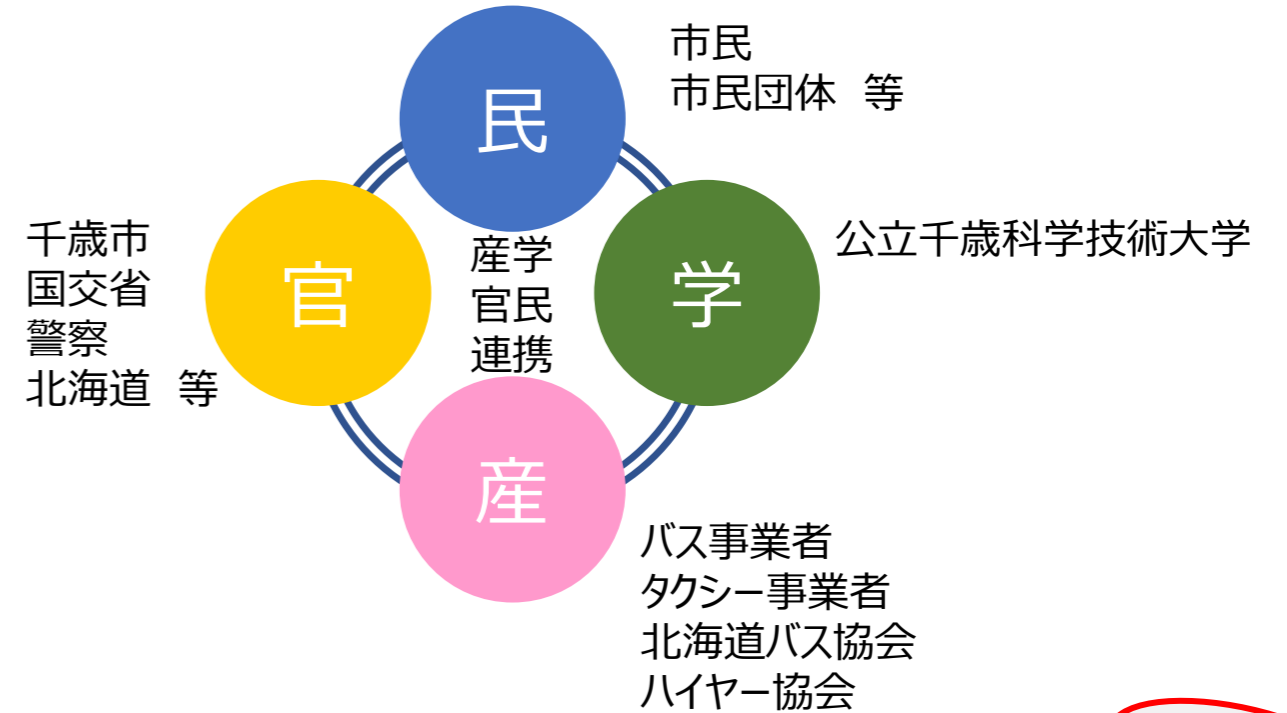 民
市民
市民団体 等
官
千歳市
国交省
警察
北海道 等
産学
官民
連携
学
公立千歳科学技術大学
産
バス事業者
タクシー事業者
北海道バス協会
ハイヤー協会